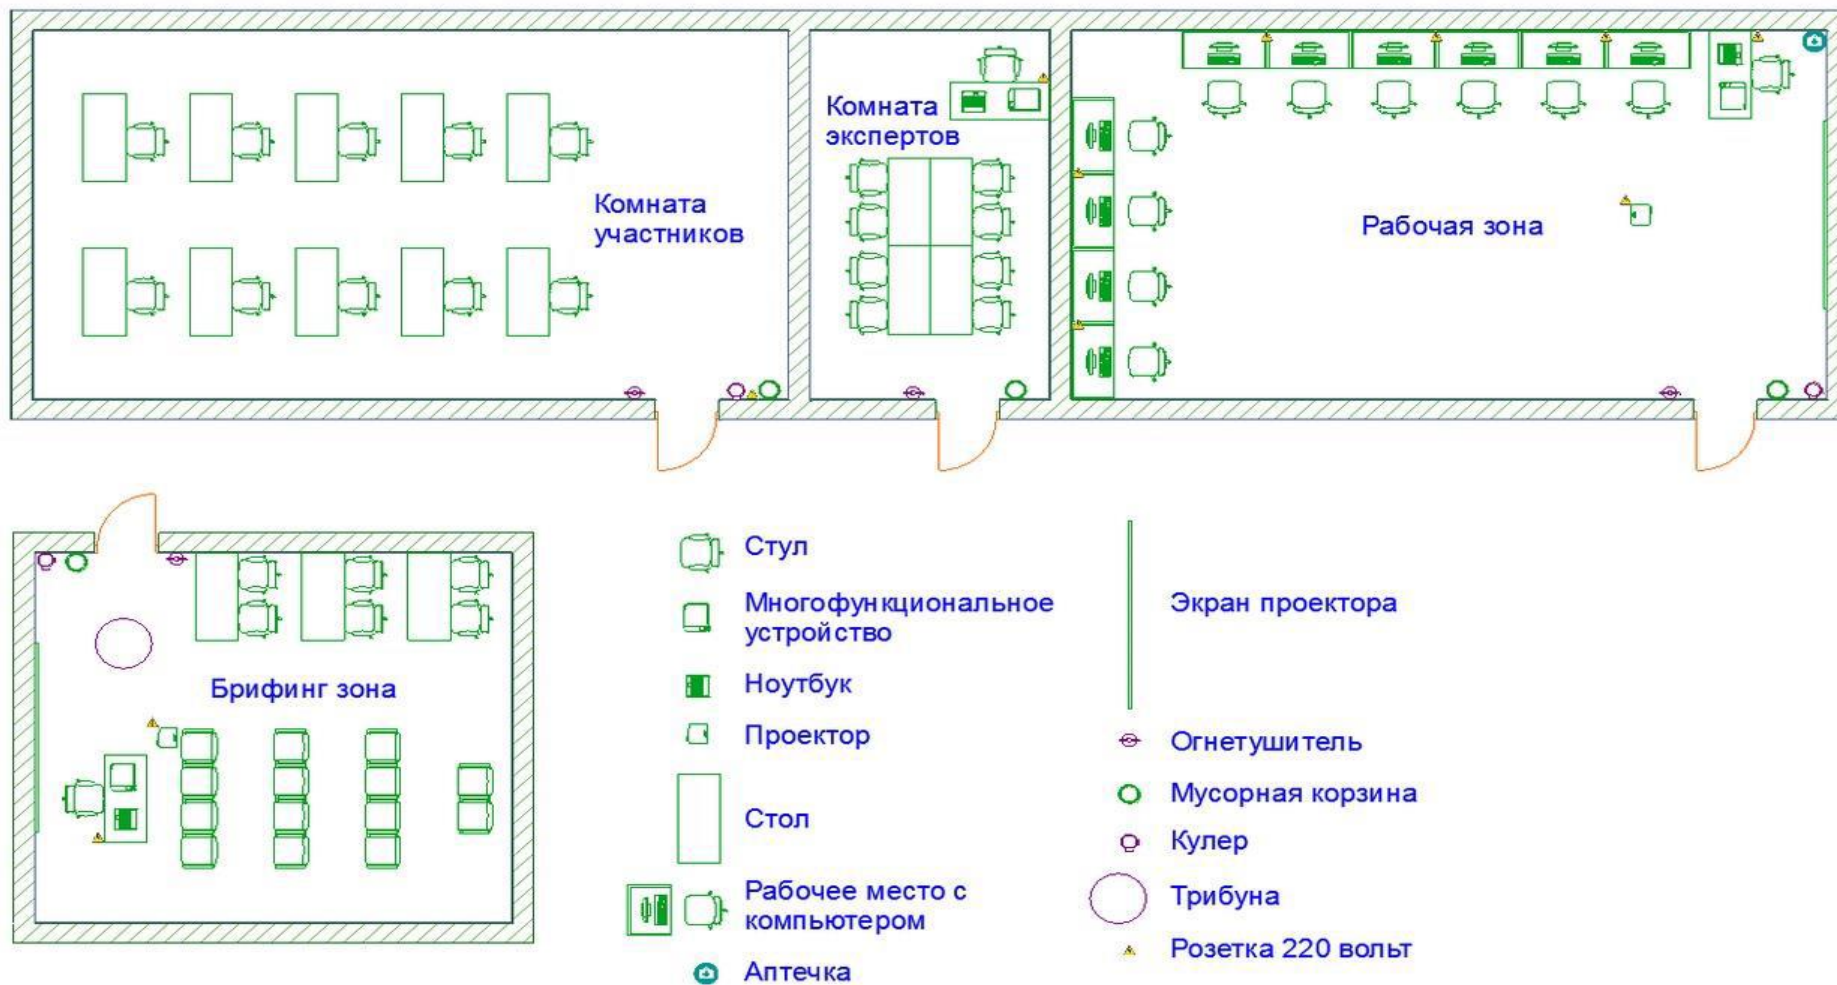 Комната
участников
Комната
экспертов
Рабочая зона
Брифинг зона
Стул
Многофункциональное
устройство
Ноутбук
Проектор
Стол
Рабочее место с
компьютером
Аптечка
Экран проектора
Огнетушитель
Мусорная корзина
Кулер
Трибуна
Розетка 220 вольт